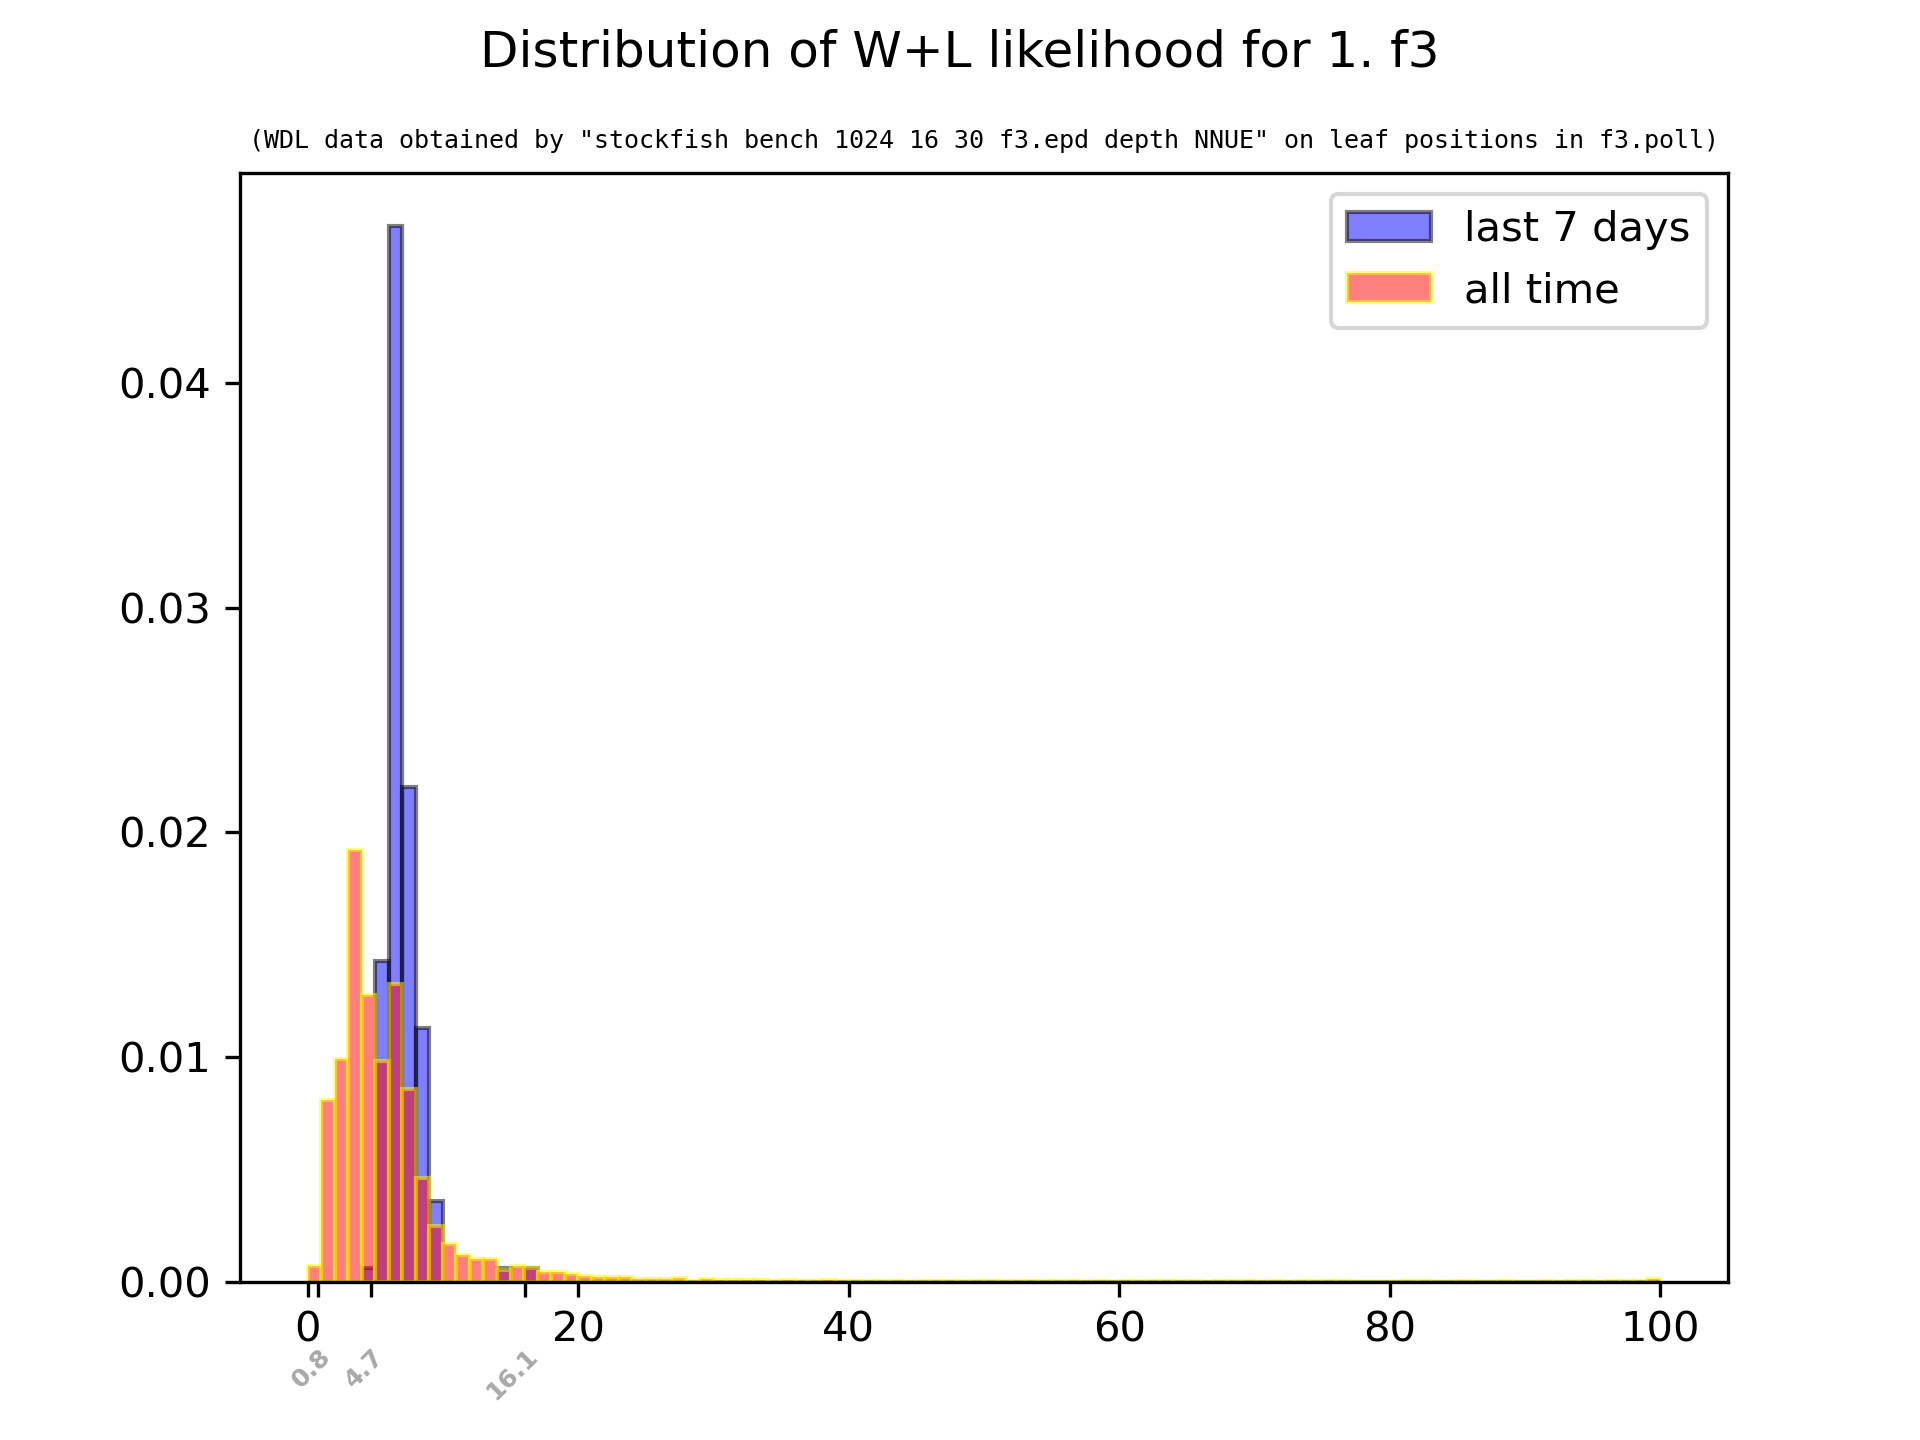 Distribution of W+L likelihood for 1. f3
(WDL data obtained by "stockfish bench 1024 16 30 f3.epd depth NNUE" on leaf positions in f3.poll)
last 7 days
all time
0.04
0.03
0.02
0.01
0.00
0 20 40 60 80 100
0.8 4.7 16.1